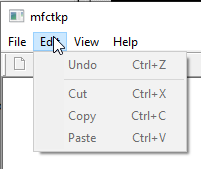 mfctkp
File Edit View Help
Undo Ctrl+Z
Cut Ctrl+X
Copy Ctrl+C
Paste Ctrl+V